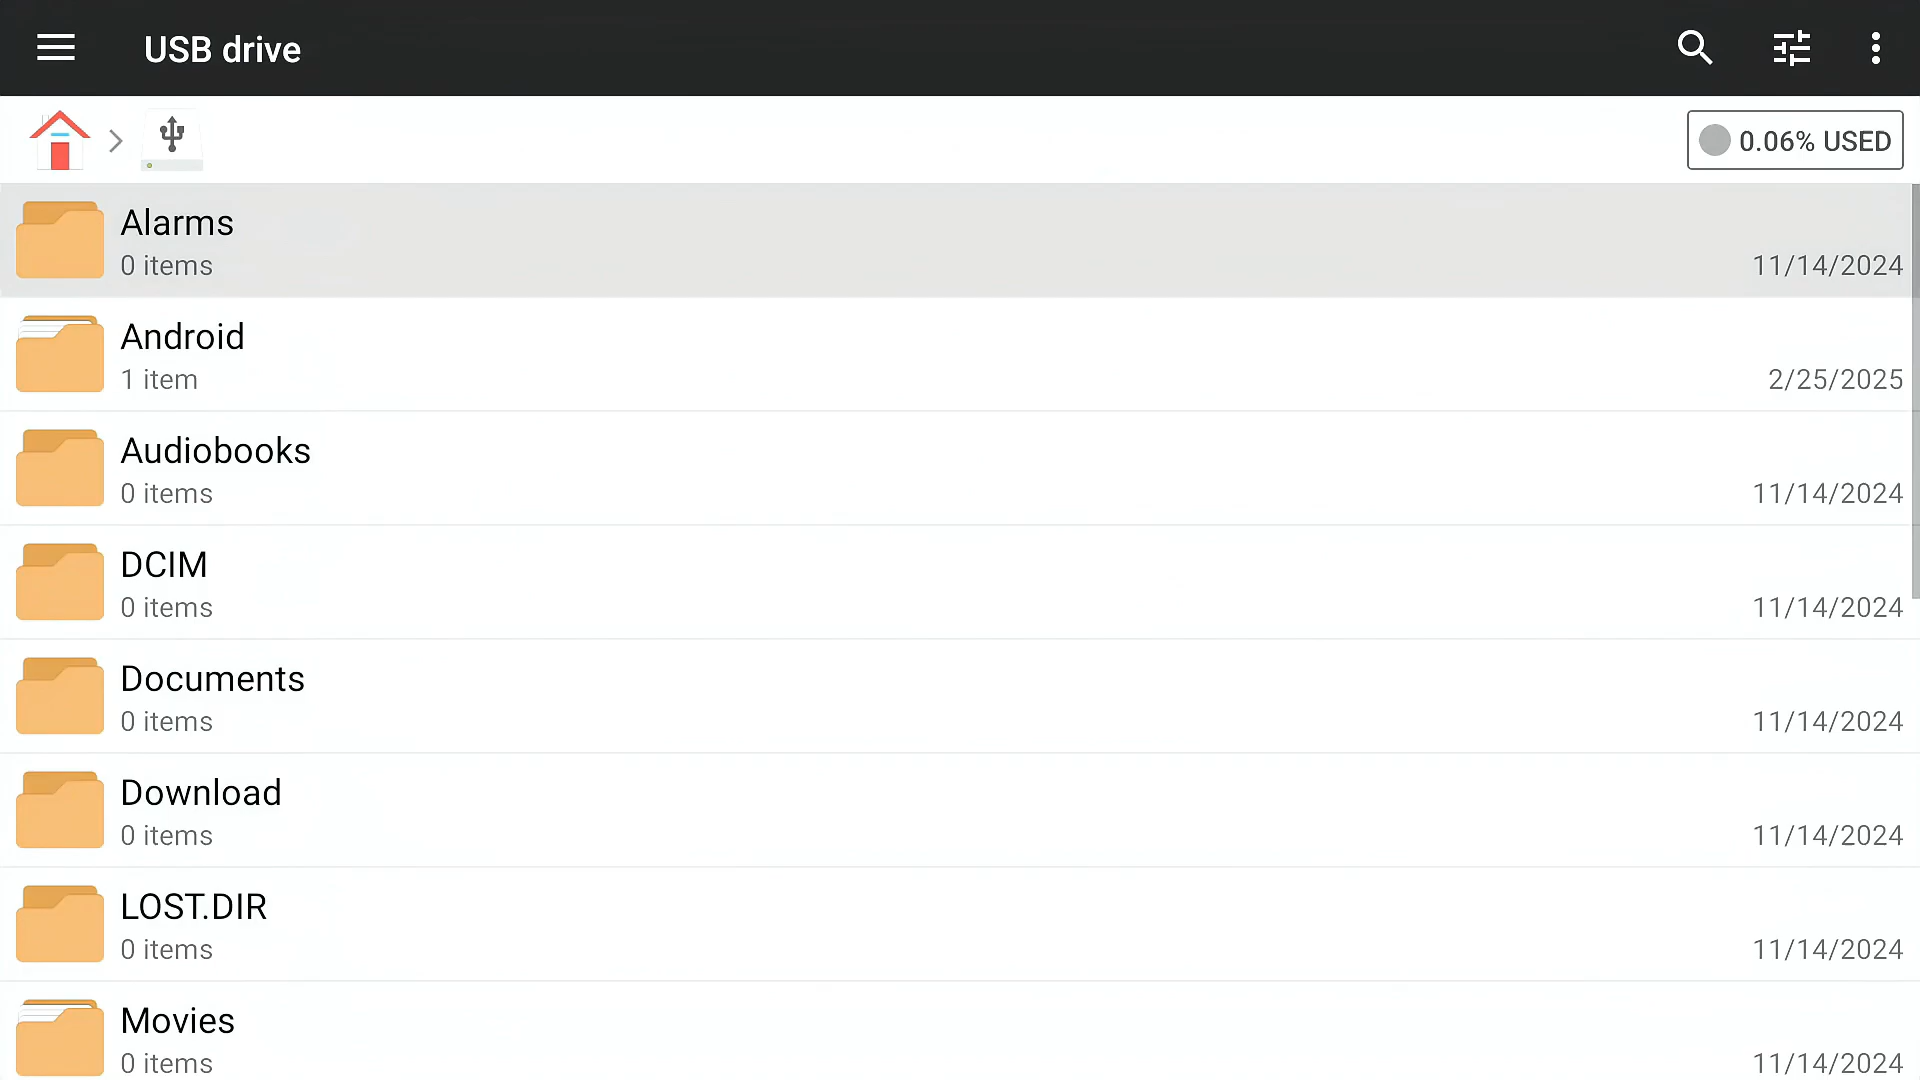 USB drive
0.06% USED
Alarms
0 items
11/14/2024
Android
1 item
2/25/2025
Audiobooks
0 items
11/14/2024
DCIM
0 items
11/14/2024
Documents
0 items
11/14/2024
Download
0 items
11/14/2024
LOST.DIR
0 items
11/14/2024
Movies
0 items
11/14/2024